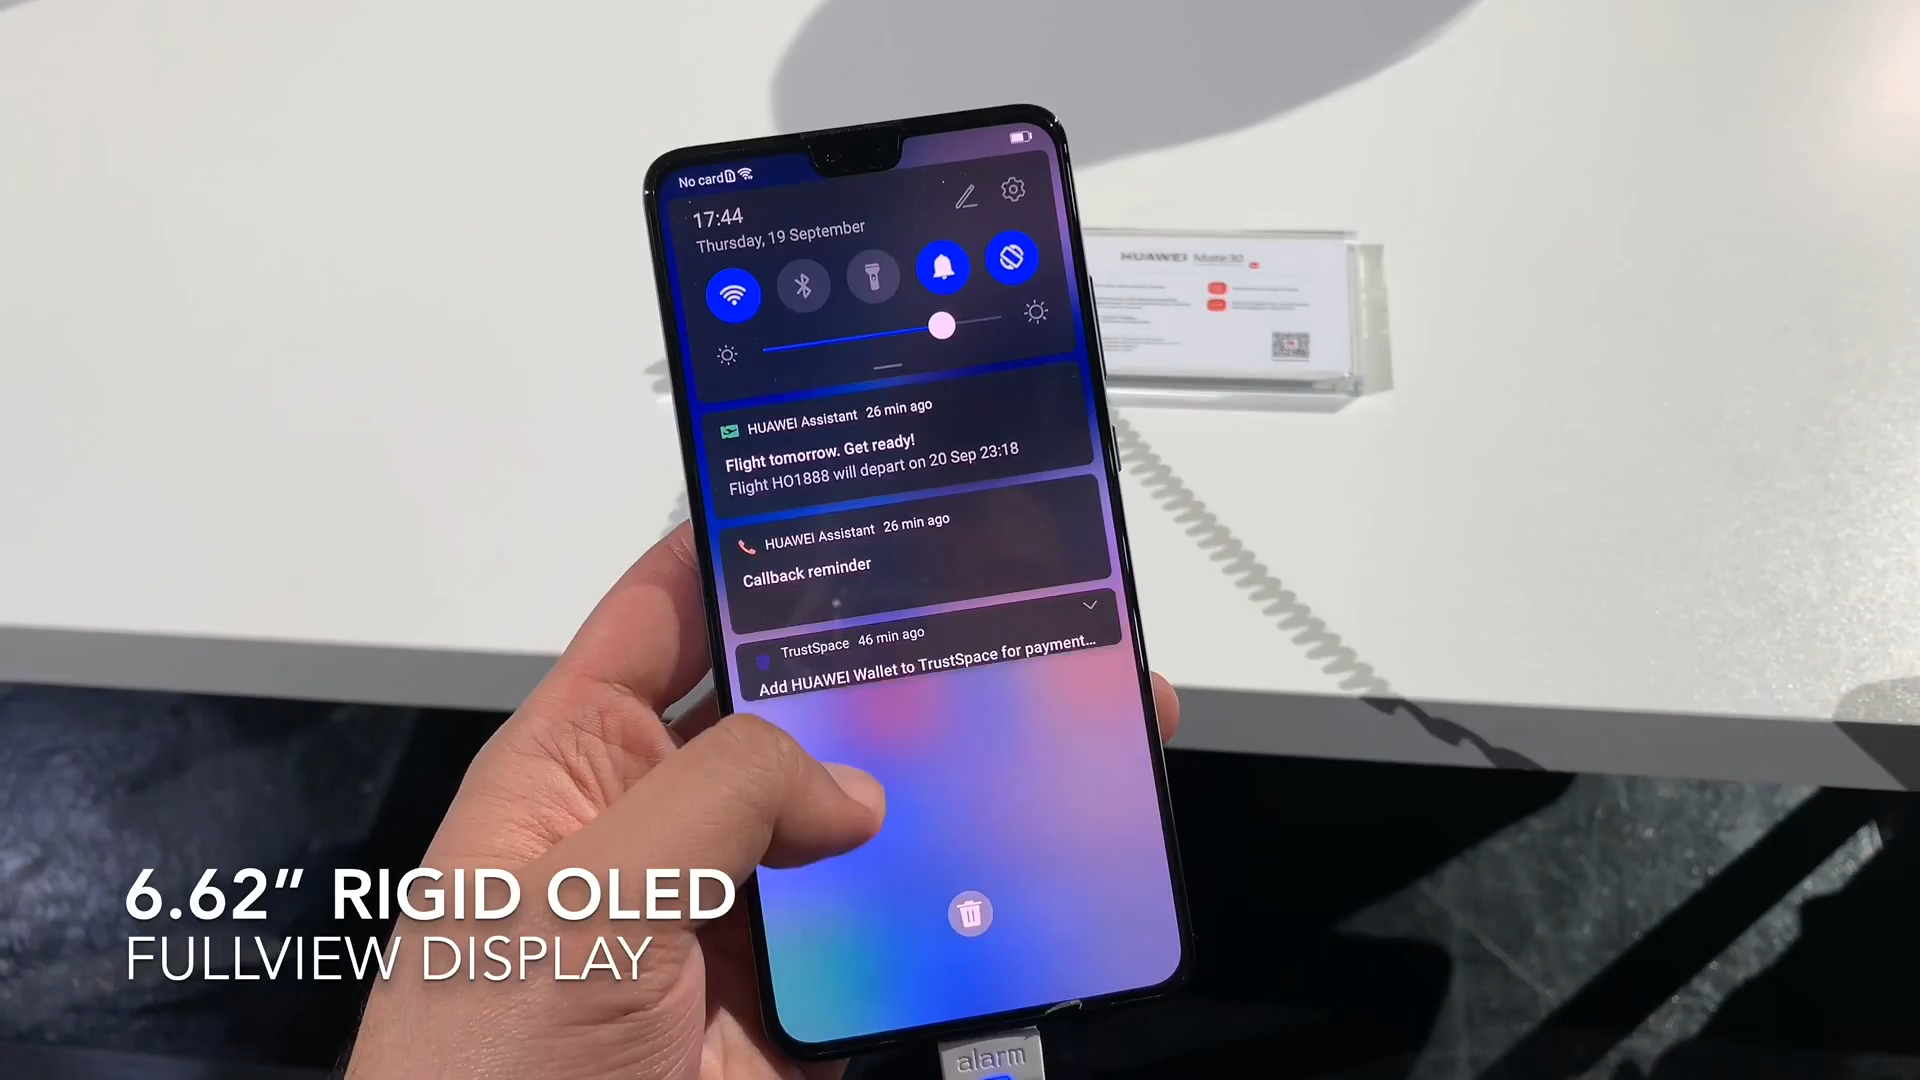 No card
17:44
Thursday, 19 September
HUAWEI Assistant 26 min ago
Flight tomorrow. Get ready!
Flight HO1888 will depart on 20 Sep 23:18
HUAWEI Assistant 26 min ago
Callback reminder
TrustSpace 46 min ago
Add HUAWEI Wallet to TrustSpace for payment...
HUAWEI Mate30
6.62" RIGID OLED
FULLVIEW DISPLAY
alarm